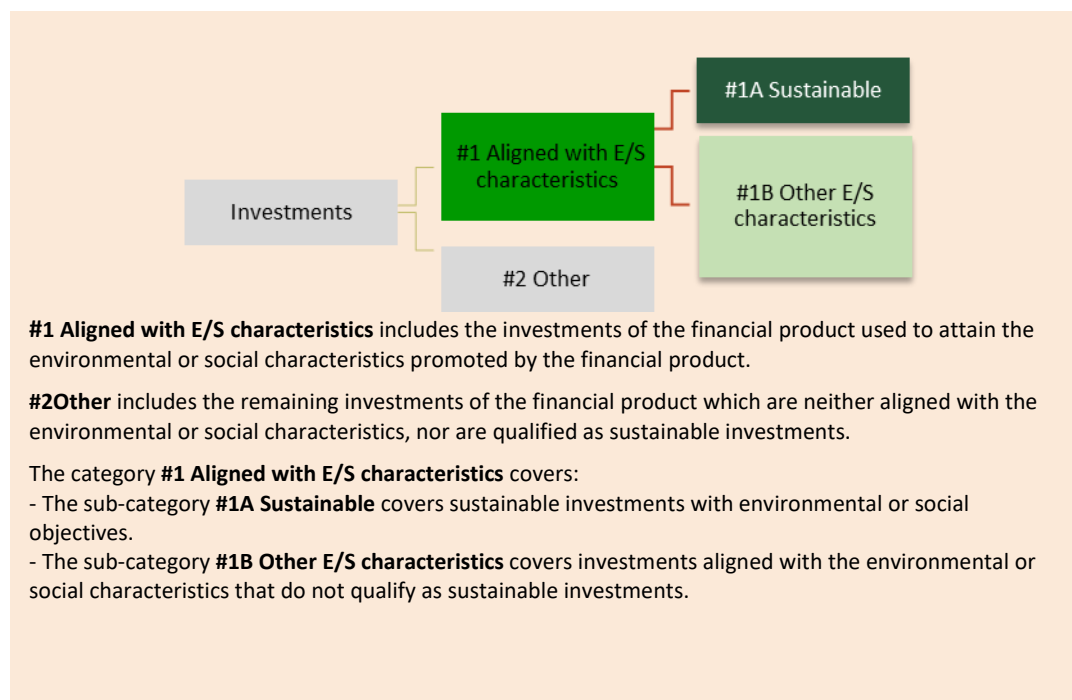 #1A Sustainable
#1 Aligned with E/S
characteristics
#1B Other E/S
characteristics
Investments
#2 Other
#1 Aligned with E/S characteristics includes the investments of the financial product used to attain the
environmental or social characteristics promoted by the financial product.
#2Other includes the remaining investments of the financial product which are neither aligned with the
environmental or social characteristics, nor are qualified as sustainable investments.
The category #1 Aligned with E/S characteristics covers:
- The sub-category #1A Sustainable covers sustainable investments with environmental or social
objectives.
- The sub-category #1B Other E/S characteristics covers investments aligned with the environmental or
social characteristics that do not qualify as sustainable investments.